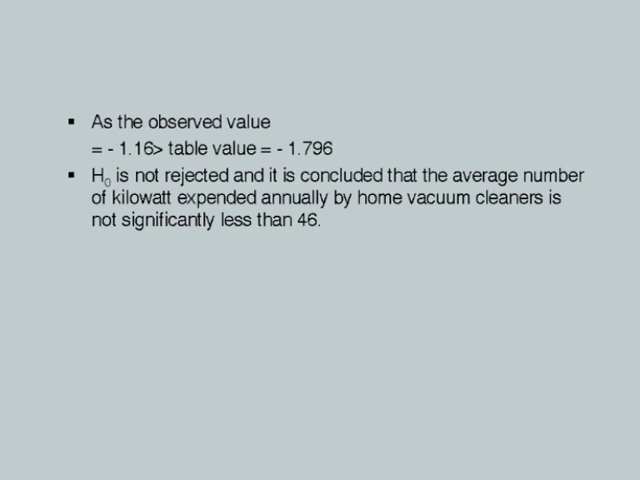 ▪ As the observed value
= - 1.16> table value = - 1.796
▪ H₀ is not rejected and it is concluded that the average number
of kilowatt expended annually by home vacuum cleaners is
not significantly less than 46.